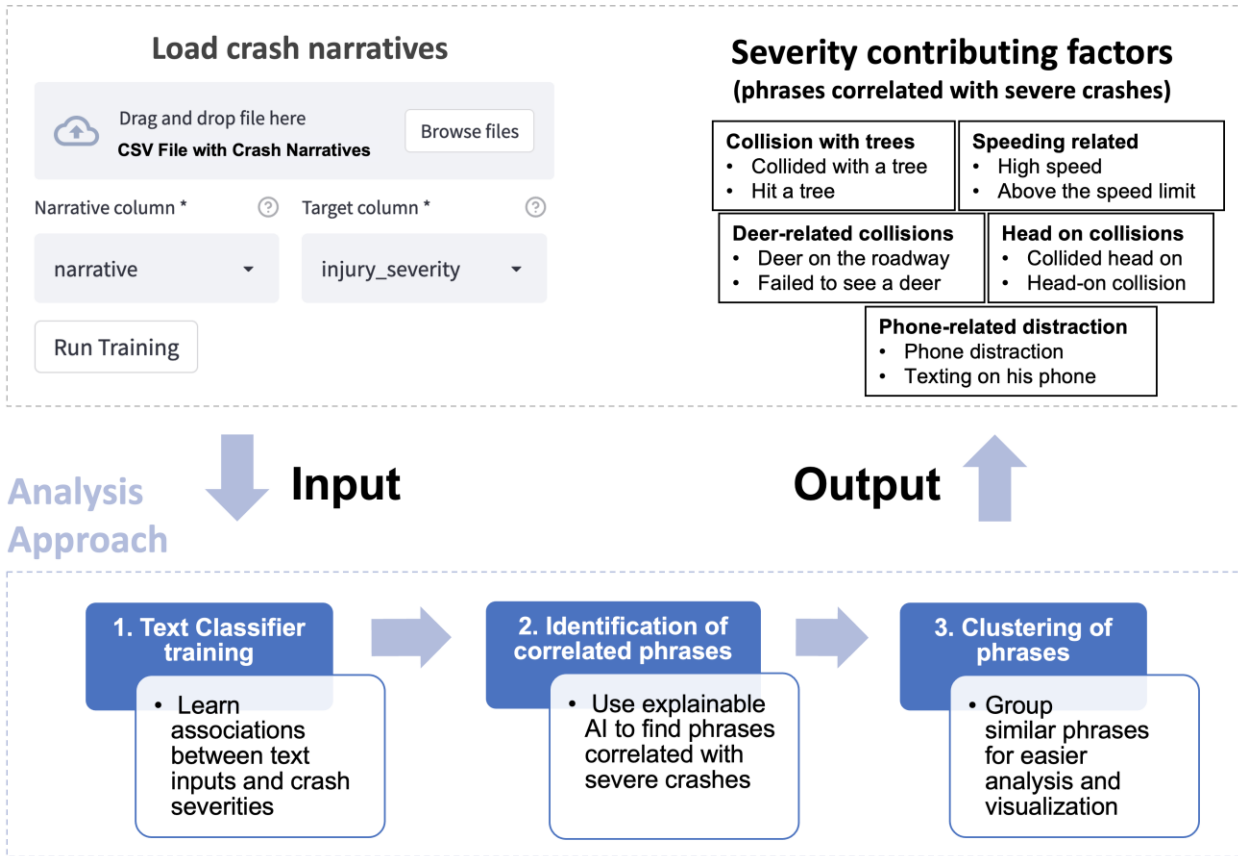 Load crash narratives
Drag and drop file here
CSV File with Crash Narratives
Browse files
Narrative column *
?
Target column *
?
narrative
injury_severity
Run Training
Severity contributing factors
(phrases correlated with severe crashes)
Collision with trees
• Collided with a tree
• Hit a tree
Speeding related
• High speed
• Above the speed limit
Deer-related collisions
• Deer on the roadway
• Failed to see a deer
Head on collisions
• Collided head on
• Head-on collision
Phone-related distraction
• Phone distraction
• Texting on his phone
Input
Output
Analysis
Approach
1. Text Classifier
training
• Learn
associations
between text
inputs and crash
severities
2. Identification of
correlated phrases
• Use explainable
AI to find phrases
correlated with
severe crashes
3. Clustering of
phrases
• Group
similar phrases
for easier
analysis and
visualization